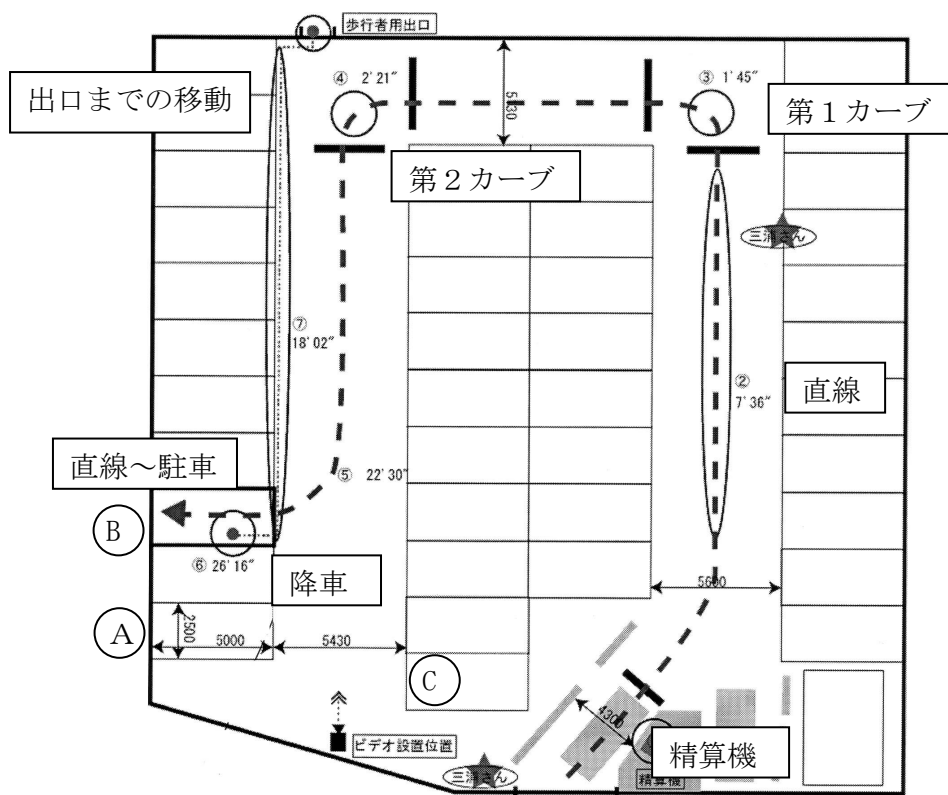 歩行者用出口
④ 2'21"
③ 1'45"
出口までの移動
第1カーブ
5430
第2カーブ
三浦さん
⑦
18'02"
②
7'36"
直線
直線~駐車
⑤ 22'30"
B
⑥ 26'16"
降車
5600
A
2500
5000
5430
C
4300
ビデオ設置位置
精算機
三浦さん
精算機